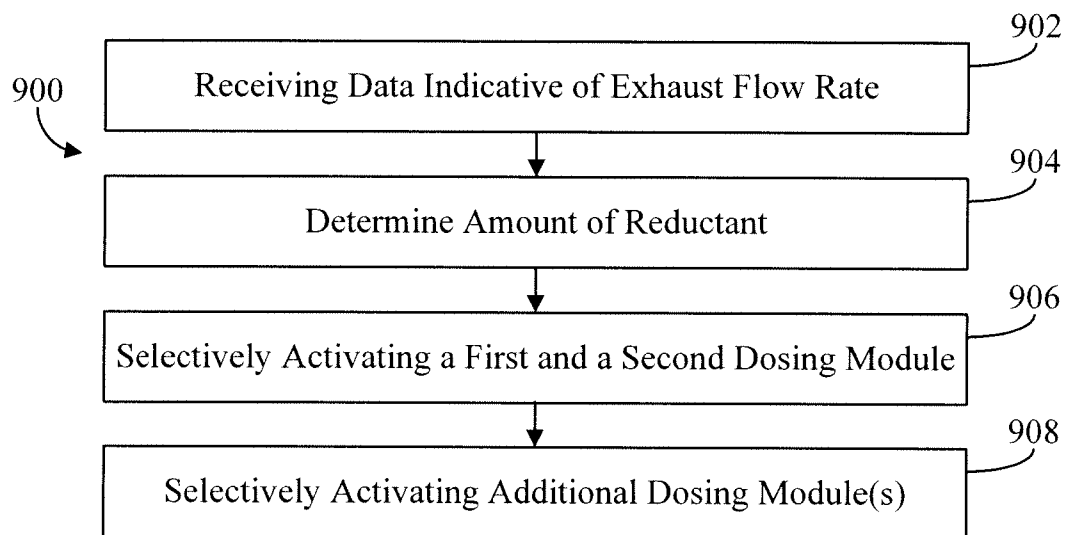 902
900
Receiving Data Indicative of Exhaust Flow Rate
904
Determine Amount of Reductant
906
Selectively Activating a First and a Second Dosing Module
908
Selectively Activating Additional Dosing Module(s)